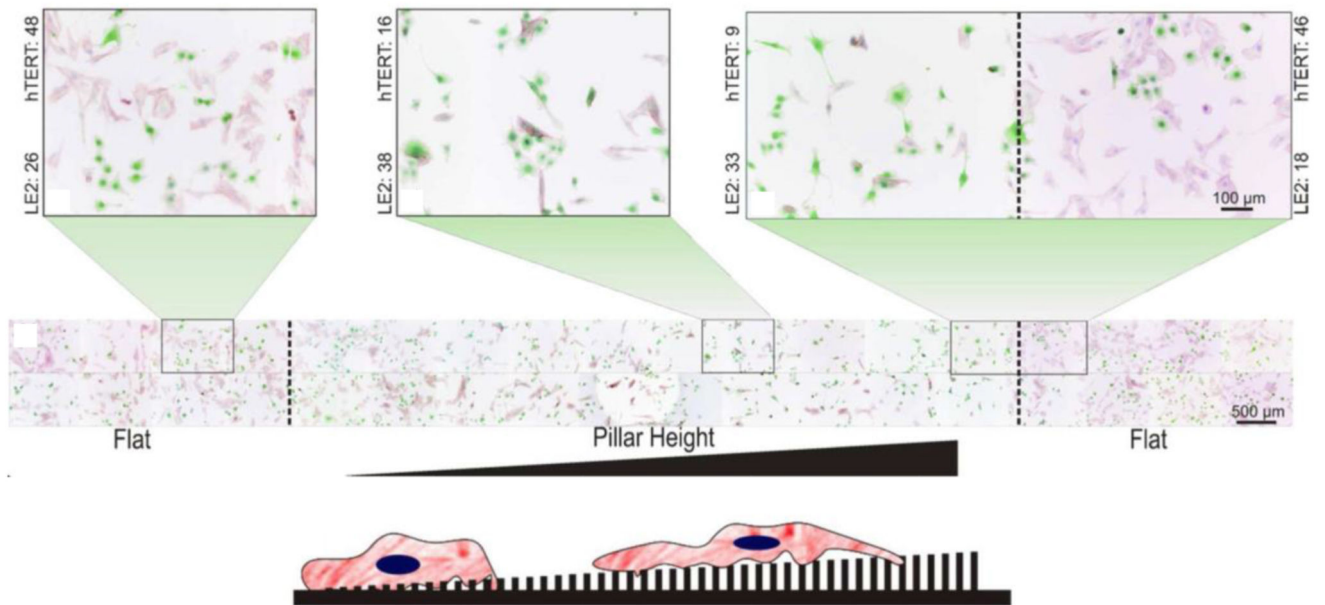 hTERT: 48
LE2: 26
hTERT: 16
LE2: 38
hTERT: 9
LE2: 33
hTERT: 46
LE2: 18
100 µm
500 µm
Flat
Pillar Height
Flat